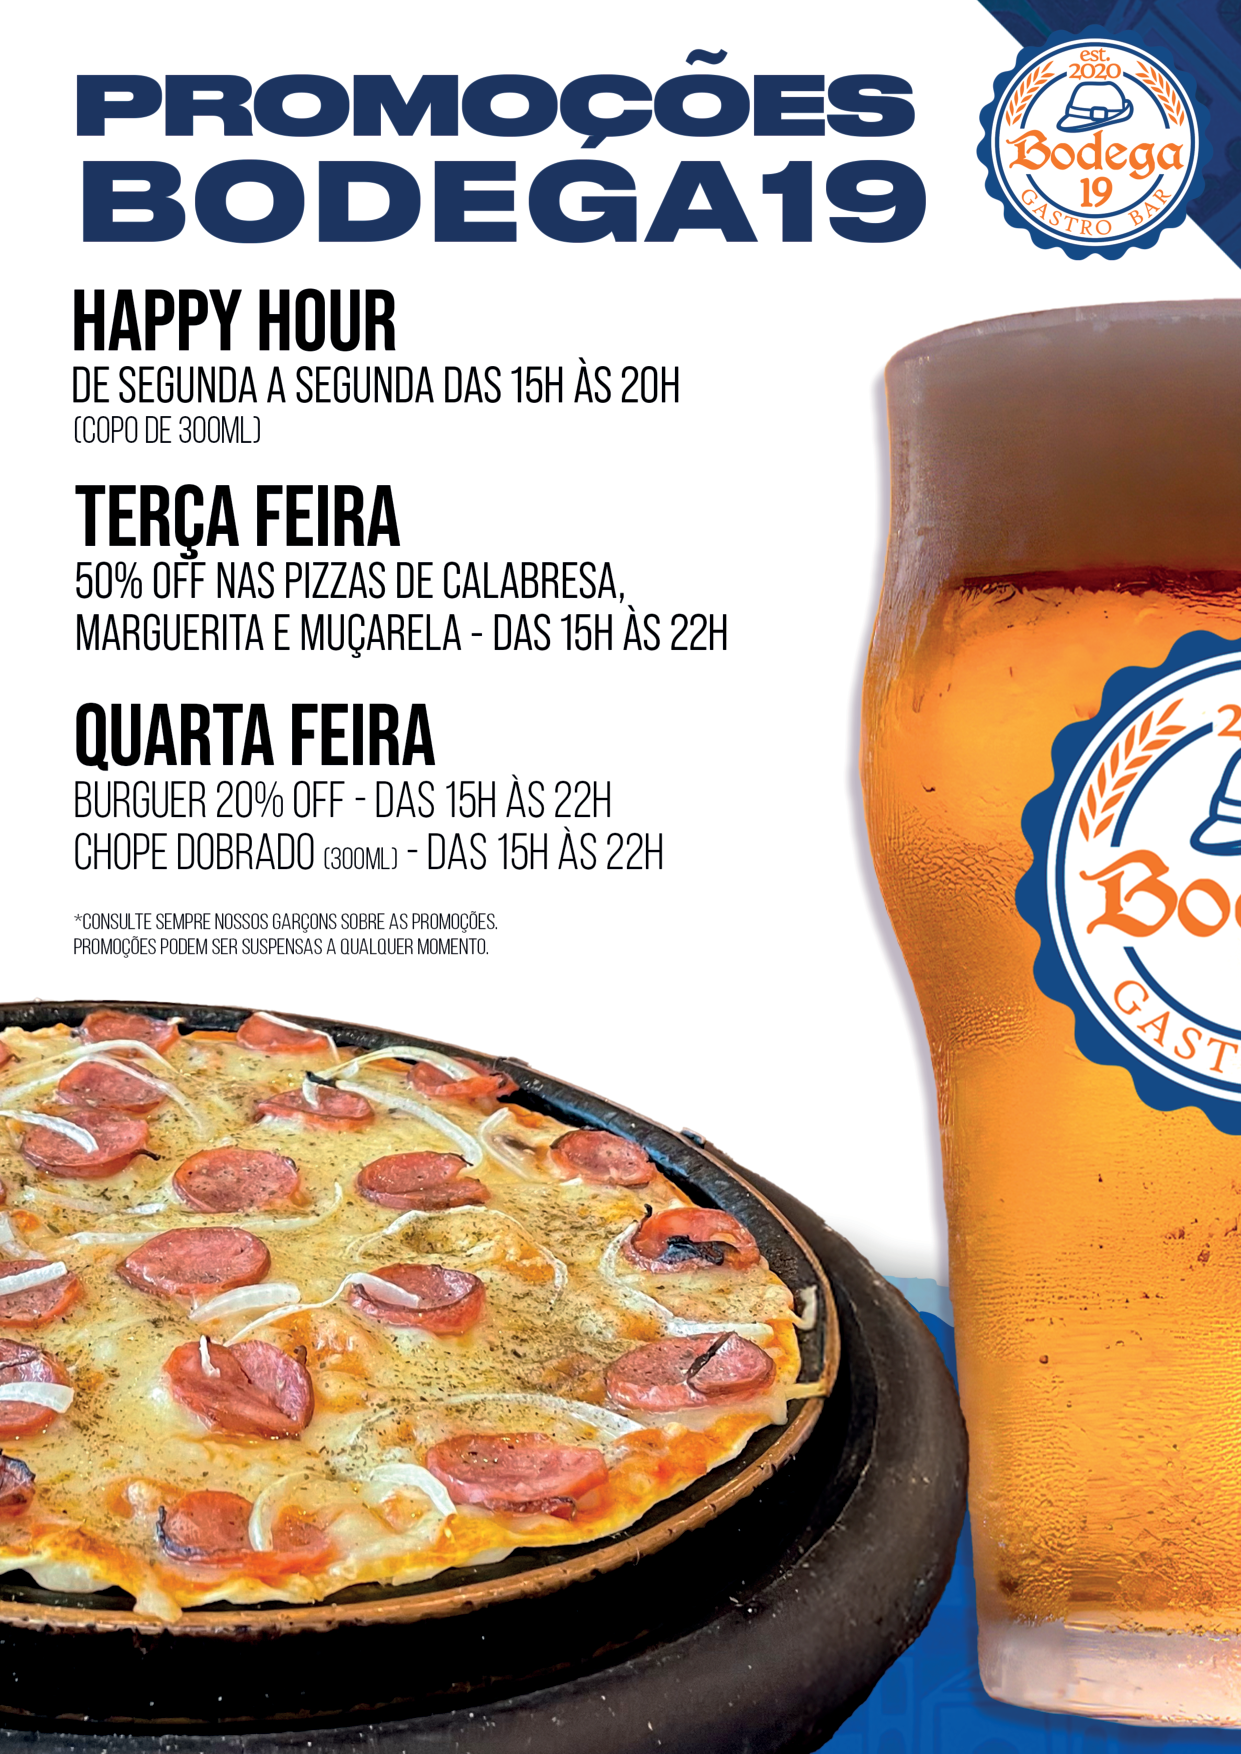 PROMOÇÕES
BODEGA19
est.
2020
Bodega
19
GASTRO BAR
HAPPY HOUR
DE SEGUNDA A SEGUNDA DAS 15H ÀS 20H
(COPO DE 300ML)
TERÇA FEIRA
50% OFF NAS PIZZAS DE CALABRESA,
MARGUERITA E MUÇARELA - DAS 15H ÀS 22H
QUARTA FEIRA
BURGUER 20% OFF - DAS 15H ÀS 22H
CHOPE DOBRADO (300ML) - DAS 15H ÀS 22H
*CONSULTE SEMPRE NOSSOS GARÇONS SOBRE AS PROMOÇÕES.
PROMOÇÕES PODEM SER SUSPENSAS A QUALQUER MOMENTO.
2
Bo
GAST